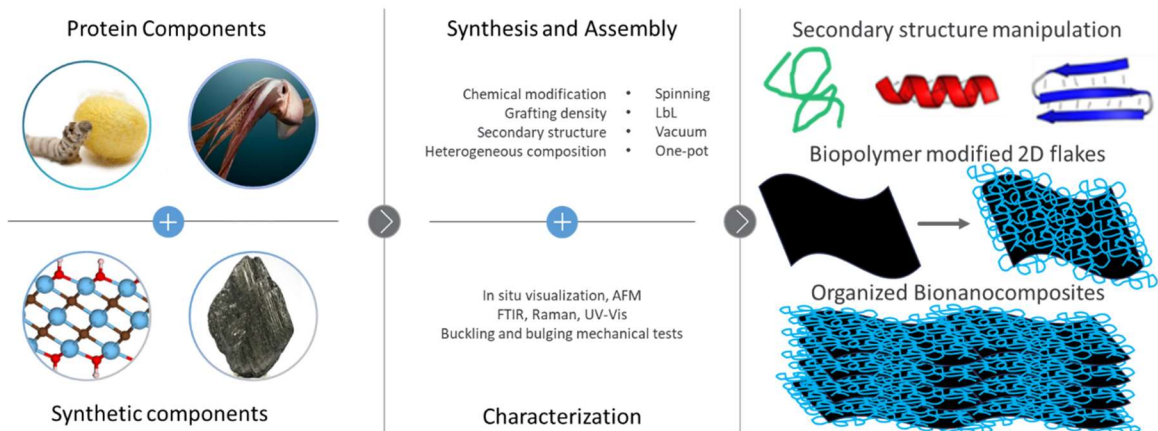 Protein Components
Synthetic components
Synthesis and Assembly
Chemical modification • Spinning
Grafting density • LbL
Secondary structure • Vacuum
Heterogeneous composition • One-pot
In situ visualization, AFM
FTIR, Raman, UV-Vis
Buckling and bulging mechanical tests
Characterization
Secondary structure manipulation
Biopolymer modified 2D flakes
Organized Bionanocomposites